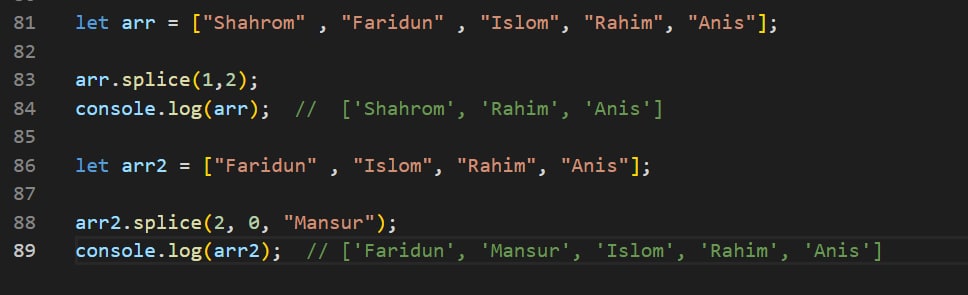 81 let arr = ["Shahrom" , "Faridun" , "Islom", "Rahim", "Anis"];
82
83 arr.splice(1,2);
84 console.log(arr);  //  ['Shahrom', 'Rahim', 'Anis']
85
86 let arr2 = ["Faridun" , "Islom", "Rahim", "Anis"];
87
88 arr2.splice(2, 0, "Mansur");
89 console.log(arr2);  // ['Faridun', 'Mansur', 'Islom', 'Rahim', 'Anis']